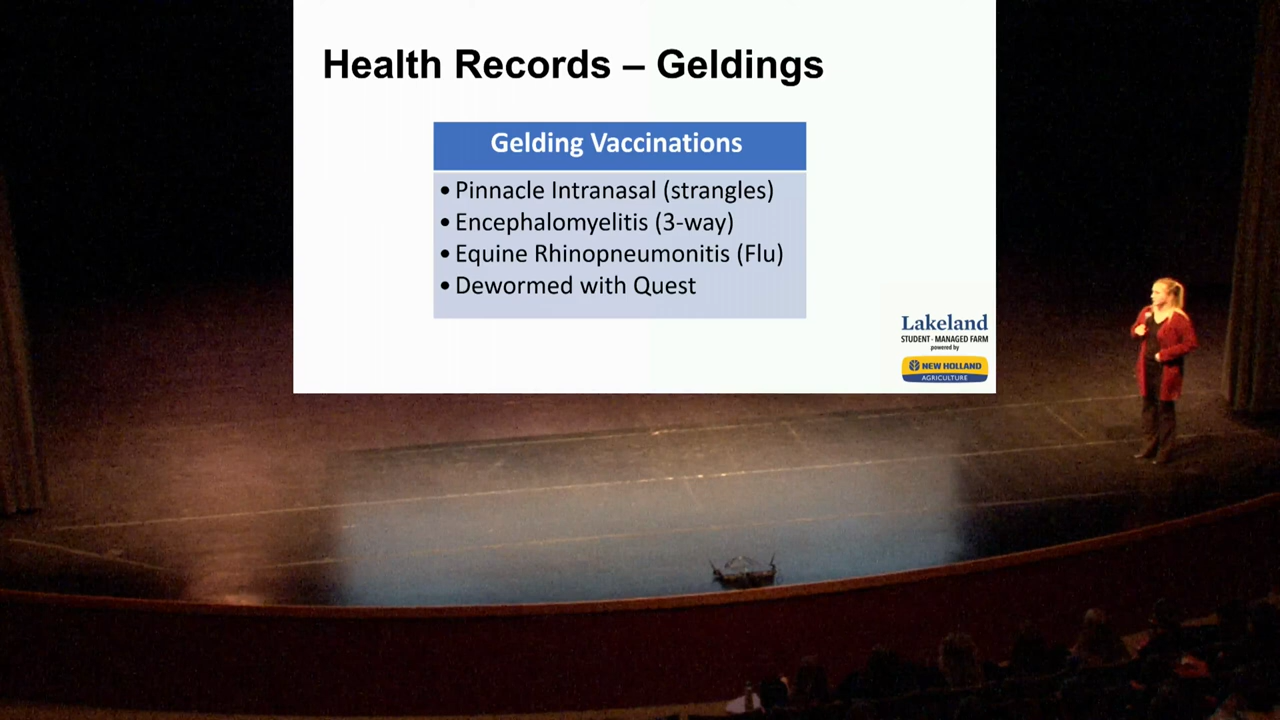 Health Records – Geldings
Gelding Vaccinations
• Pinnacle Intranasal (strangles)
• Encephalomyelitis (3-way)
• Equine Rhinopneumonitis (Flu)
• Dewormed with Quest
Lakeland
STUDENT-MANAGED FARM
powered by
NEW HOLLAND
AGRICULTURE